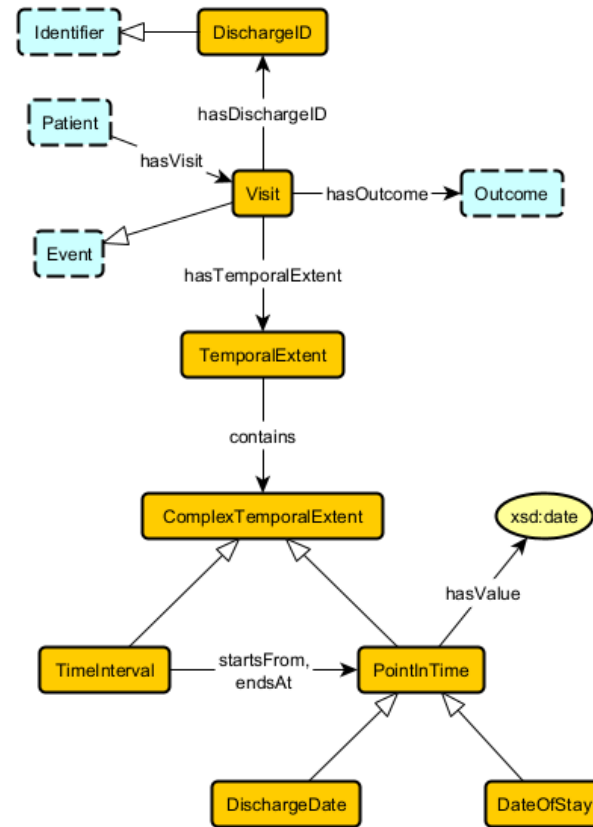 Identifier
DischargeID
hasDischargeID
Patient
hasVisit
Visit
hasOutcome
Outcome
Event
hasTemporalExtent
TemporalExtent
contains
ComplexTemporalExtent
xsd:date
hasValue
TimeInterval
startsFrom,
endsAt
PointInTime
DischargeDate
DateOfStay